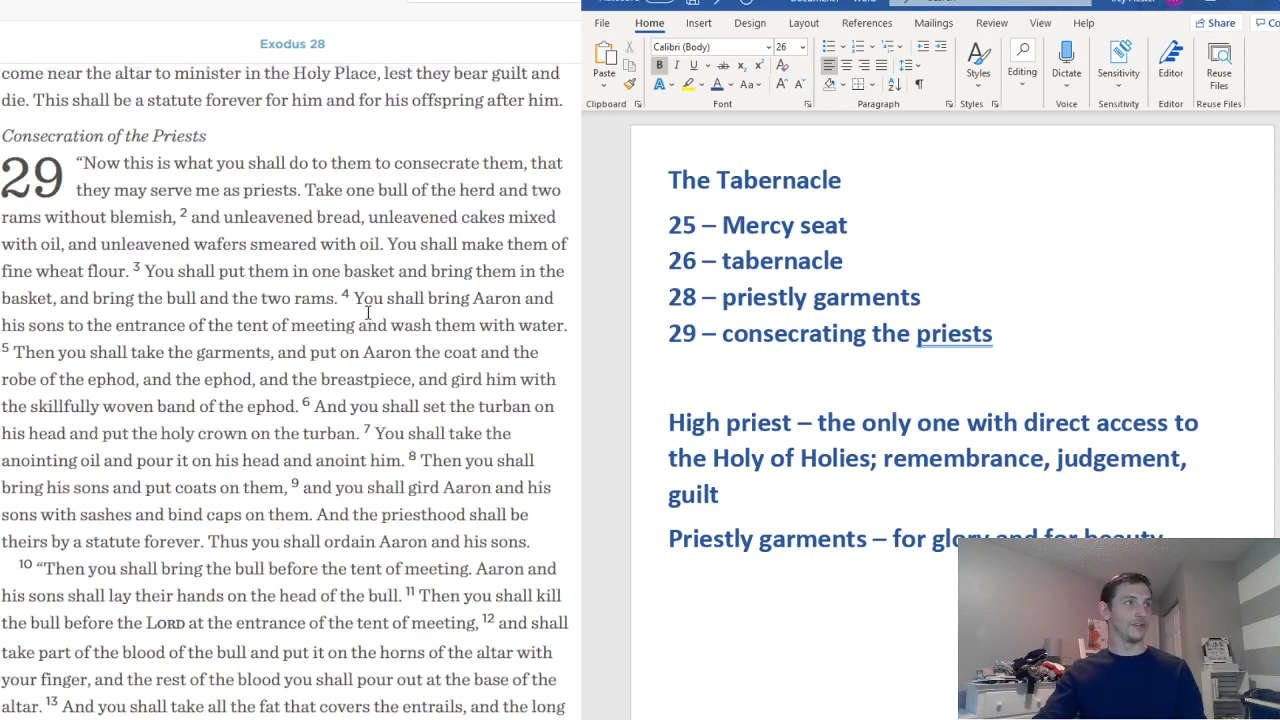 Exodus 28
come near the altar to minister in the Holy Place, lest they bear guilt and
die. This shall be a statute forever for him and for his offspring after him.
Consecration of the Priests
29 “Now this is what you shall do to them to consecrate them, that
they may serve me as priests. Take one bull of the herd and two
rams without blemish, 2 and unleavened bread, unleavened cakes mixed
with oil, and unleavened wafers smeared with oil. You shall make them of
fine wheat flour. 3 You shall put them in one basket and bring them in the
basket, and bring the bull and the two rams. 4 You shall bring Aaron and
his sons to the entrance of the tent of meeting and wash them with water.
5 Then you shall take the garments, and put on Aaron the coat and the
robe of the ephod, and the ephod, and the breastpiece, and gird him with
the skillfully woven band of the ephod. 6 And you shall set the turban on
his head and put the holy crown on the turban. 7 You shall take the
anointing oil and pour it on his head and anoint him. 8 Then you shall
bring his sons and put coats on them, 9 and you shall gird Aaron and his
sons with sashes and bind caps on them. And the priesthood shall be
theirs by a statute forever. Thus you shall ordain Aaron and his sons.
10 “Then you shall bring the bull before the tent of meeting. Aaron and
his sons shall lay their hands on the head of the bull. 11 Then you shall kill
the bull before the LORD at the entrance of the tent of meeting, 12 and shall
take part of the blood of the bull and put it on the horns of the altar with
your finger, and the rest of the blood you shall pour out at the base of the
altar. 13 And you shall take all the fat that covers the entrails, and the long
File Home Insert Design Layout References Mailings Review View Help Share Co
Calibri (Body) 26
B I U ab x₂ x² A
A A Aa A A
Paste Styles Editing Dictate Sensitivity Editor Reuse
Files
Clipboard Font Paragraph Styles Voice Sensitivity Editor Reuse Files
The Tabernacle
25 – Mercy seat
26 – tabernacle
28 – priestly garments
29 – consecrating the priests
High priest – the only one with direct access to
the Holy of Holies; remembrance, judgement,
guilt
Priestly garments – for glory and for beauty